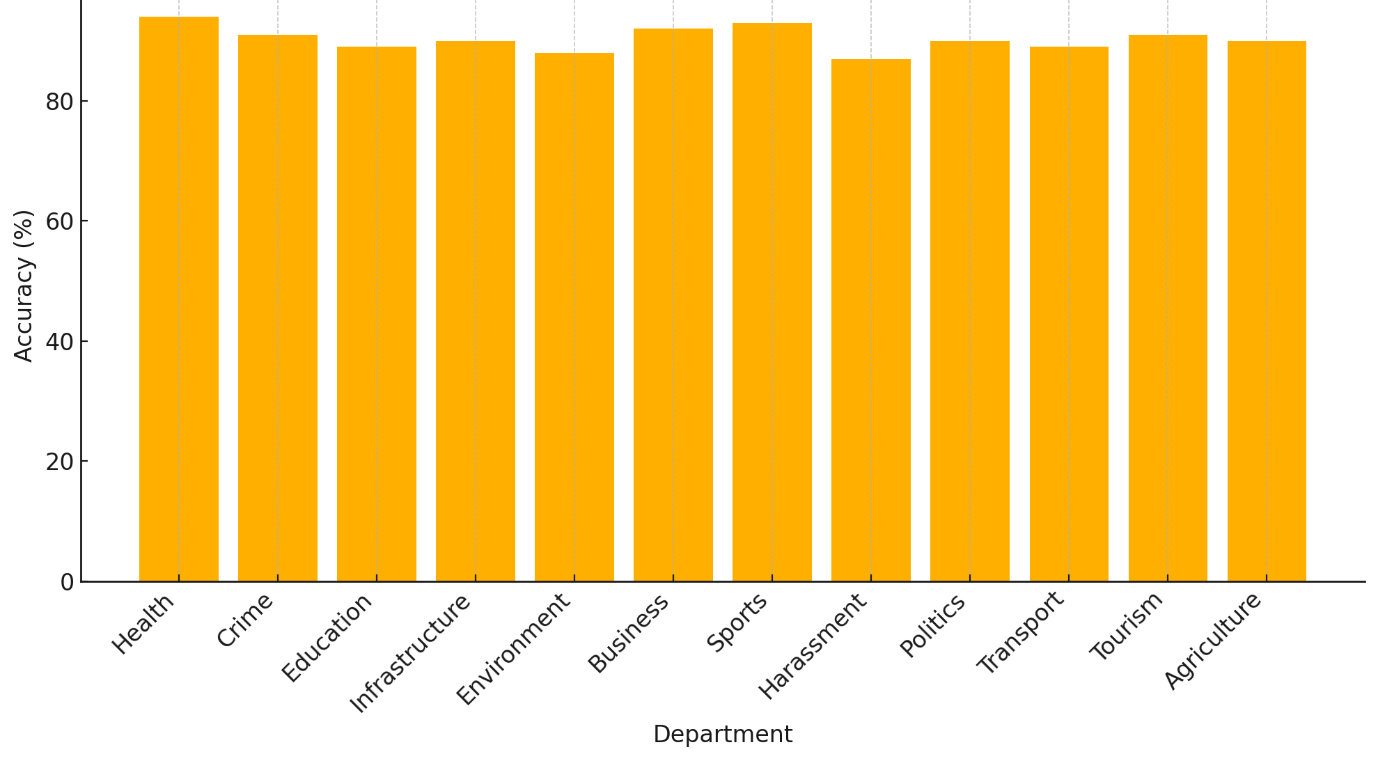 80
60
40
20
0
Accuracy (%)
Health
Crime
Education
Infrastructure
Environment
Business
Sports
Harassment
Politics
Transport
Tourism
Agriculture
Department